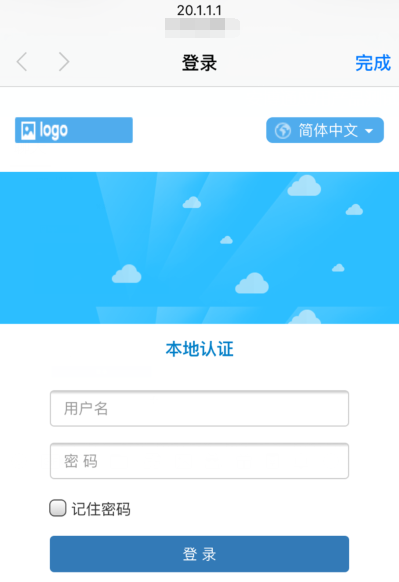 20.1.1.1
登录
完成
logo
简体中文
本地认证
用户名
密 码
记住密码
登 录